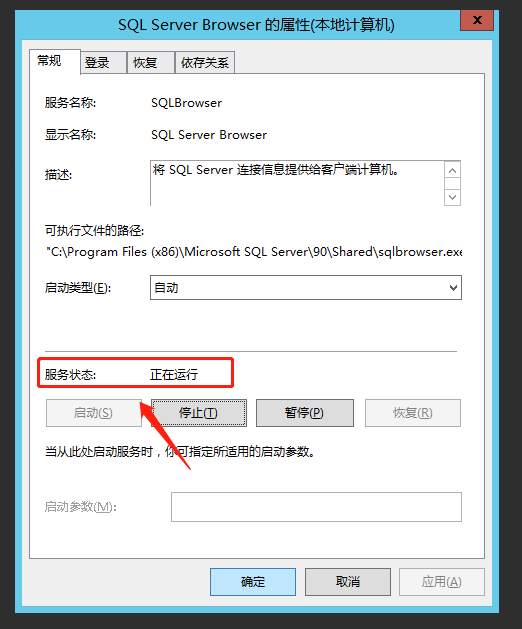 SQL Server Browser 的属性(本地计算机)
x
常规 登录 恢复 依存关系
服务名称: SQLBrowser
显示名称: SQL Server Browser
描述: 将 SQL Server 连接信息提供给客户端计算机。
可执行文件的路径:
"C:\Program Files (x86)\Microsoft SQL Server\90\Shared\sqlbrowser.exe
启动类型(E): 自动
服务状态: 正在运行
启动(S) 停止(T) 暂停(P) 恢复(R)
当从此处启动服务时，你可指定所适用的启动参数。
启动参数(M):
确定 取消 应用(A)